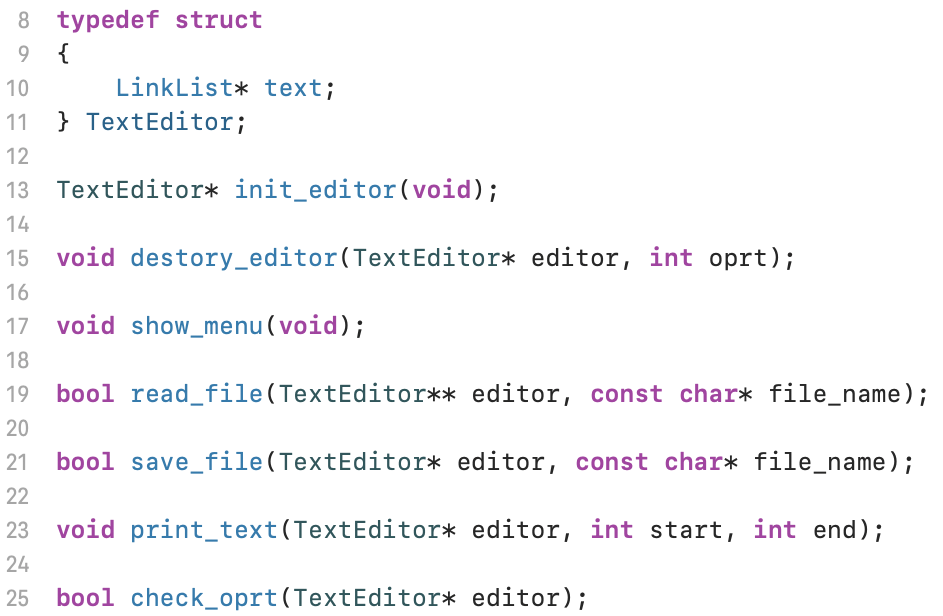 8 typedef struct
9 {
10     LinkList* text;
11 } TextEditor;
12
13 TextEditor* init_editor(void);
14
15 void destory_editor(TextEditor* editor, int oprt);
16
17 void show_menu(void);
18
19 bool read_file(TextEditor** editor, const char* file_name);
20
21 bool save_file(TextEditor* editor, const char* file_name);
22
23 void print_text(TextEditor* editor, int start, int end);
24
25 bool check_oprt(TextEditor* editor);